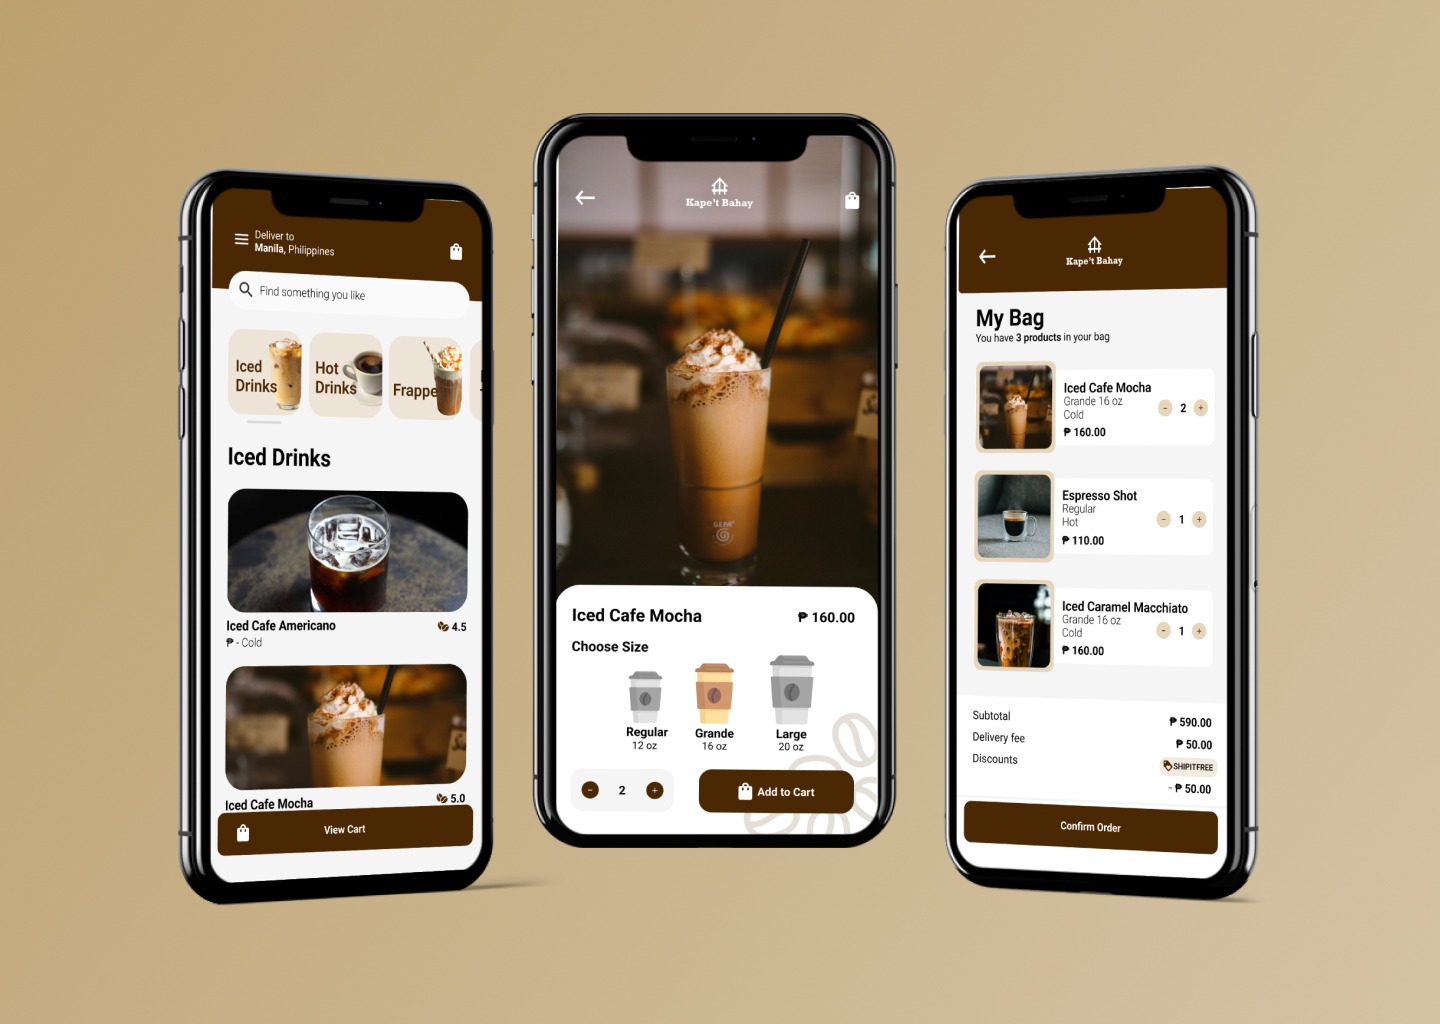 Deliver to
Manila, Philippines
Find something you like
Iced
Drinks
Hot
Drinks
Frappe
Iced Drinks
Iced Cafe Americano
4.5
₱ - Cold
Iced Cafe Mocha
5.0
View Cart
Kape't Bahay
GEPA
Iced Cafe Mocha
₱ 160.00
Choose Size
Regular
12 oz
Grande
16 oz
Large
20 oz
- 2 +
Add to Cart
Kape't Bahay
My Bag
You have 3 products in your bag
Iced Cafe Mocha
Grande 16 oz
Cold
₱ 160.00
- 2 +
Espresso Shot
Regular
Hot
₱ 110.00
- 1 +
Iced Caramel Macchiato
Grande 16 oz
Cold
₱ 160.00
- 1 +
Subtotal
₱ 590.00
Delivery fee
₱ 50.00
Discounts
SHIPITFREE
- ₱ 50.00
Confirm Order